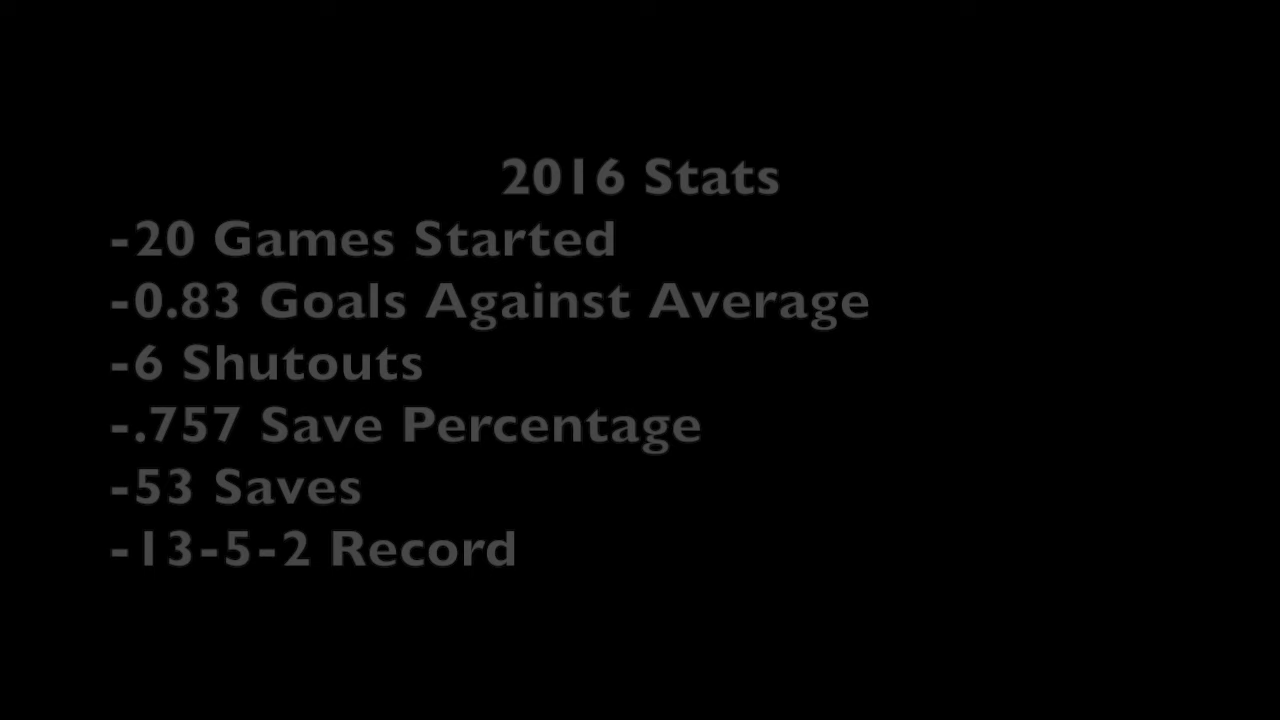 2016 Stats
-20 Games Started
-0.83 Goals Against Average
-6 Shutouts
-.757 Save Percentage
-53 Saves
-13-5-2 Record